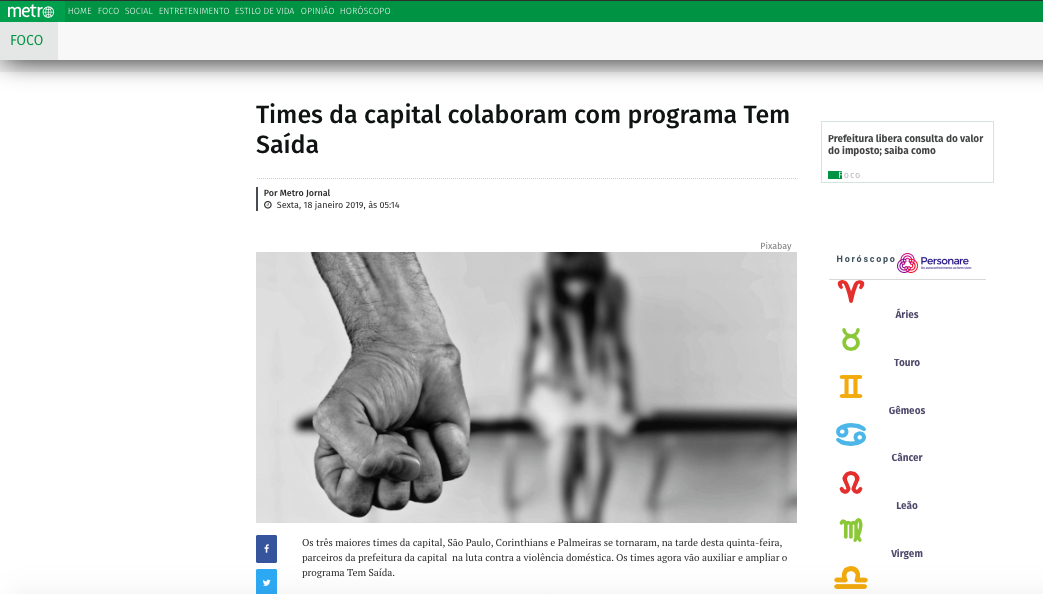 metro HOME FOCO SOCIAL ENTRETENIMENTO ESTILO DE VIDA OPINIÃO HORÓSCOPO
FOCO
Times da capital colaboram com programa Tem
Saída
Por Metro Jornal
Sexta, 18 janeiro 2019, às 05:14
Pixabay
Os três maiores times da capital, São Paulo, Corinthians e Palmeiras se tornaram, na tarde desta quinta-feira,
parceiros da prefeitura da capital na luta contra a violência doméstica. Os times agora vão auxiliar e ampliar o
programa Tem Saída.
Prefeitura libera consulta do valor
do imposto; saiba como
Foco
Horóscopo Personare
Áries
Touro
Gêmeos
Câncer
Leão
Virgem